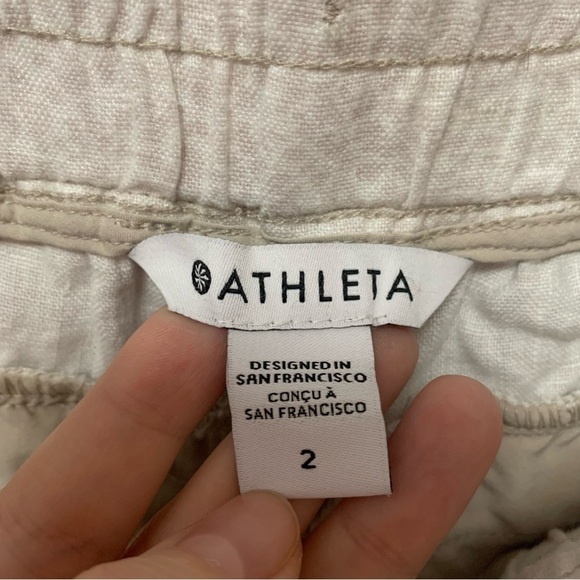 ATHLETA
DESIGNED IN
SAN FRANCISCO
CONÇU À
SAN FRANCISCO
2